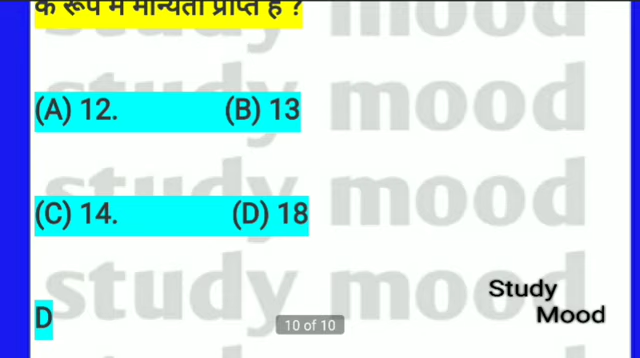 के रूप में मान्यता प्राप्त है ?
mood
study
(A) 12. (B) 13
study mood
(C) 14. (D) 18
study mood
study mood
D
Study
Mood
10 of 10